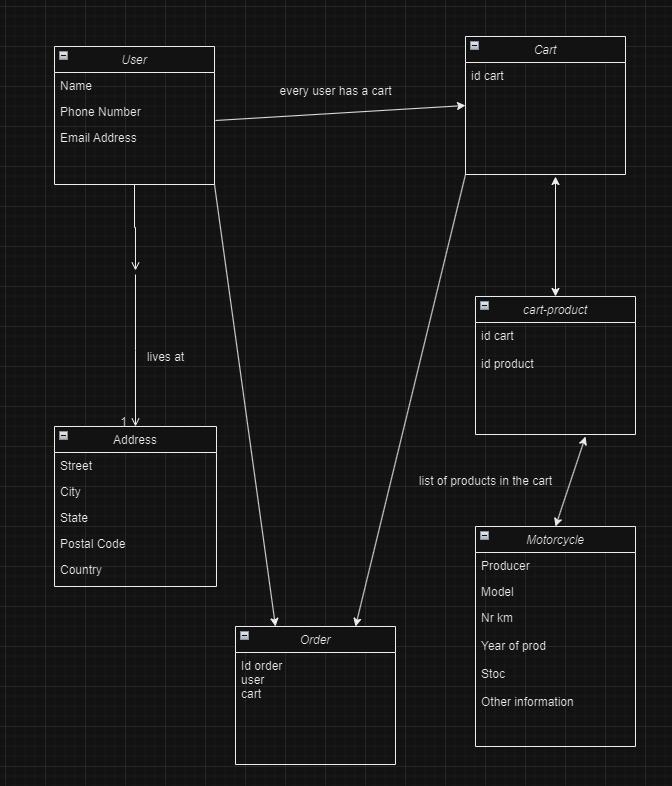 User
Name
Phone Number
Email Address
every user has a cart
Cart
id cart
cart-product
id cart
id product
lives at
1
Address
Street
City
State
Postal Code
Country
list of products in the cart
Motorcycle
Producer
Model
Nr km
Year of prod
Stoc
Other information
Order
Id order
user
cart